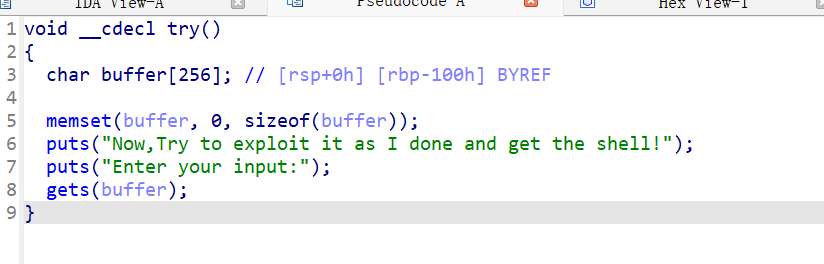 IDA View-A Pseudocode A Hex View-1
1 void __cdecl try()
2 {
3 char buffer[256]; // [rsp+0h] [rbp-100h] BYREF
4
5 memset(buffer, 0, sizeof(buffer));
6 puts("Now,Try to exploit it as I done and get the shell!");
7 puts("Enter your input:");
8 gets(buffer);
9 }